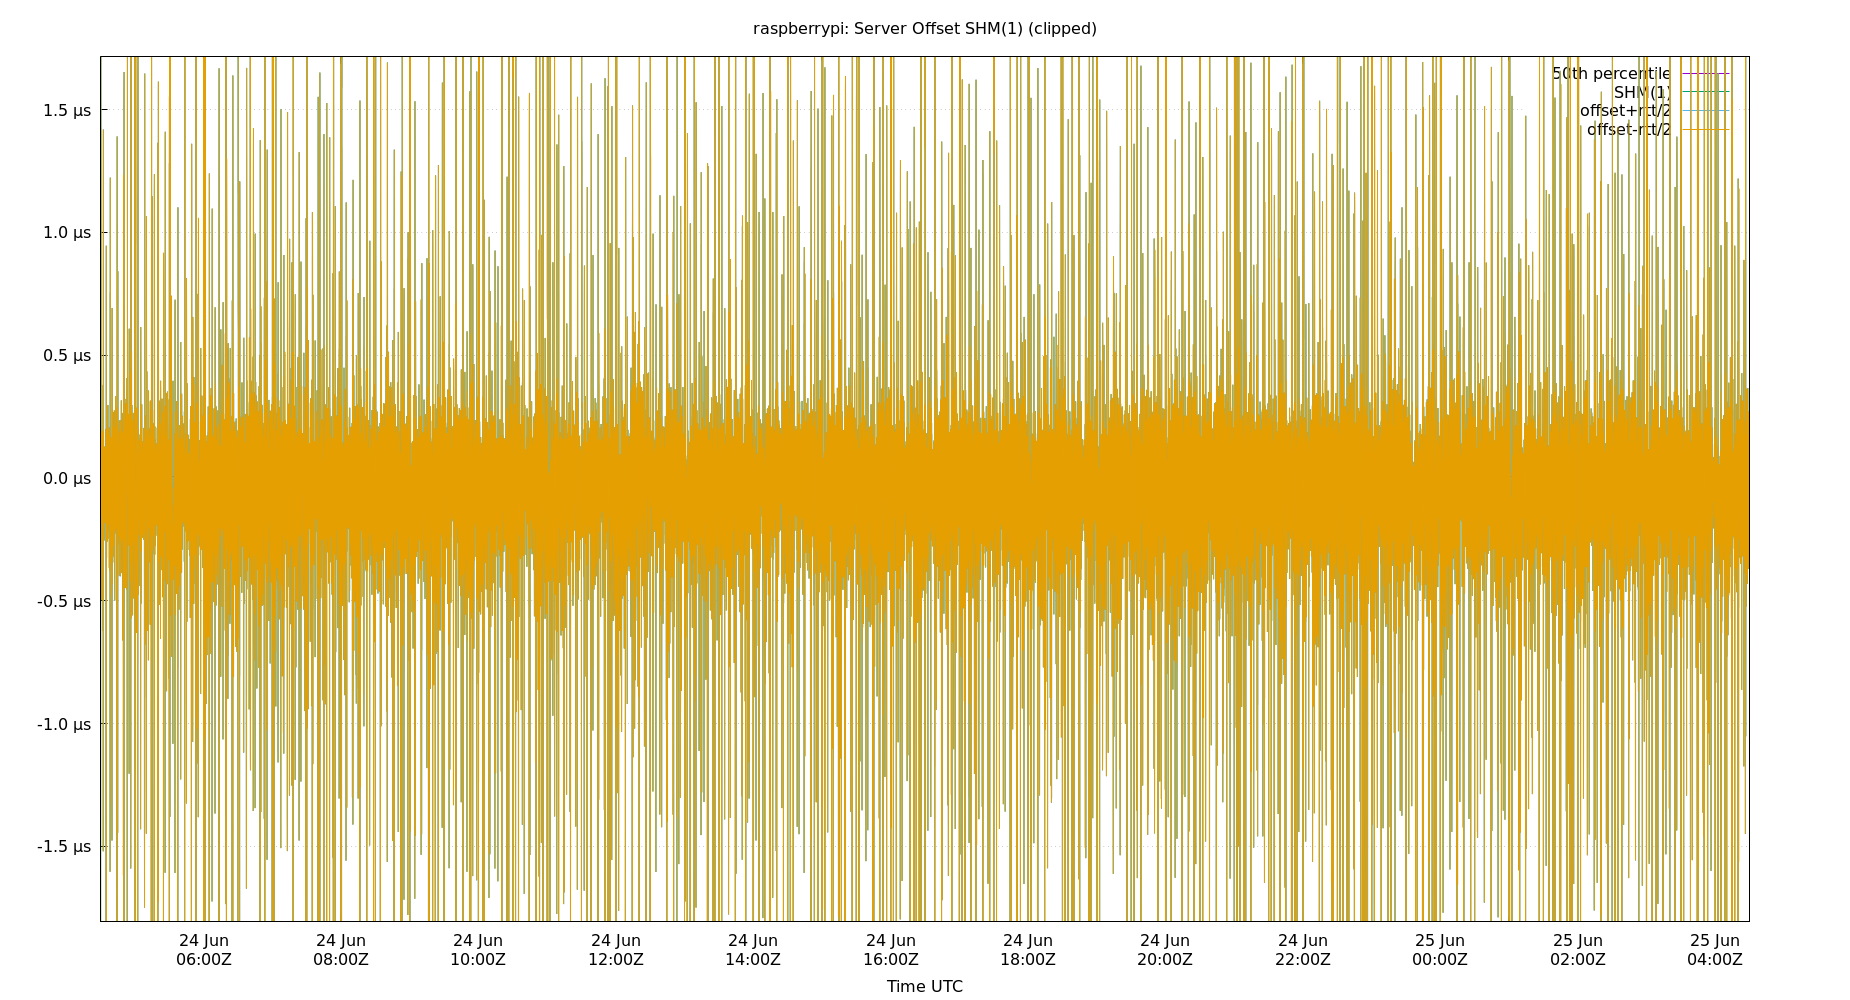 raspberrypi: Server Offset SHM(1) (clipped)
50th percentile
SHM(1)
offset+rtt/2
offset-rtt/2
1.5 µs
1.0 µs
0.5 µs
0.0 µs
-0.5 µs
-1.0 µs
-1.5 µs
24 Jun 24 Jun 24 Jun 24 Jun 24 Jun 24 Jun 24 Jun 24 Jun 24 Jun 25 Jun 25 Jun 25 Jun
06:00Z 08:00Z 10:00Z 12:00Z 14:00Z 16:00Z 18:00Z 20:00Z 22:00Z 00:00Z 02:00Z 04:00Z
Time UTC